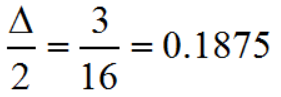 Δ/2 = 3/16 = 0.1875